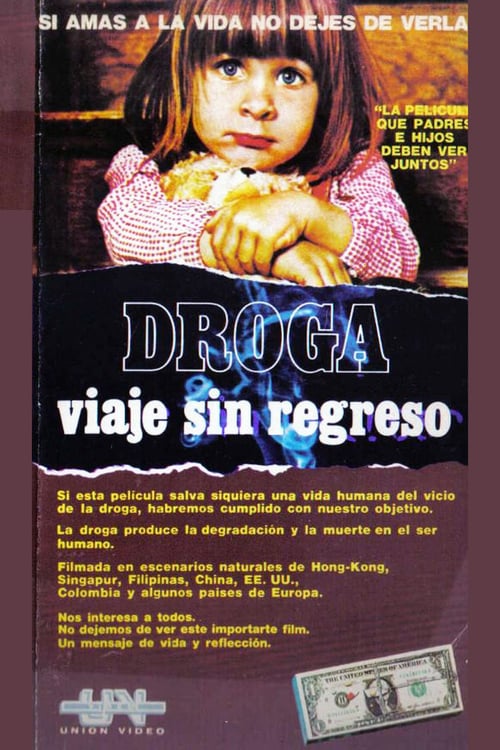 SI AMAS A LA VIDA NO DEJES DE VERLA
"LA PELICUL
QUE PADRES
E HIJOS
DEBEN VER
JUNTOS"
DROGA
viaje sin regreso
Si esta película salva siquiera una vida humana del vicio
de la droga, habremos cumplido con nuestro objetivo.
La droga produce la degradación y la muerte en el ser
humano.
Filmada en escenarios naturales de Hong-Kong,
Singapur, Filipinas, China, EE. UU.,
Colombia y algunos países de Europa.
Nos interesa a todos.
No dejemos de ver este importarte film.
Un mensaje de vida y reflección.
THE UNITED STATES OF AMERICA
UNION VIDEO